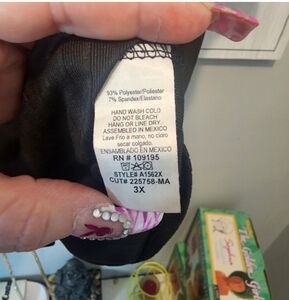 93% Polyester/Poliester
7% Spandex/Elastano
HAND WASH COLD
DO NOT BLEACH
HANG OR LINE DRY
ASSEMBLED IN MEXICO
Lave Frio a mano, no cloro
secar colgado.
ENSAMBLADO EN MEXICO
RN # 109195
STYLE# A1562X
CUT# 225758-MA
3X